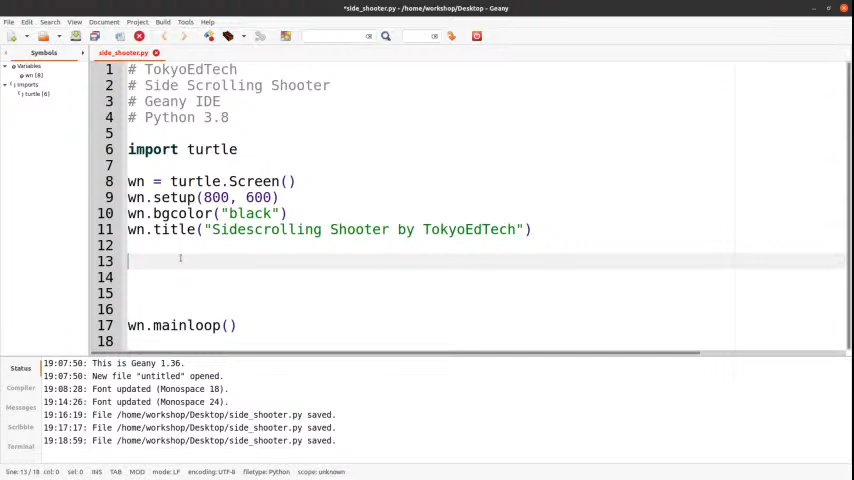 *side_shooter.py - /home/workshop/Desktop - Geany
File Edit Search View Document Project Build Tools Help
Symbols side_shooter.py
Variables
wn [8]
Imports
turtle [6]
1 # TokyoEdTech
2 # Side Scrolling Shooter
3 # Geany IDE
4 # Python 3.8
5
6 import turtle
7
8 wn = turtle.Screen()
9 wn.setup(800, 600)
10 wn.bgcolor("black")
11 wn.title("Sidescrolling Shooter by TokyoEdTech")
12
13
14
15
16
17 wn.mainloop()
18
Status
Compiler
Messages
Scribble
Terminal
19:07:50: This is Geany 1.36.
19:07:50: New file "untitled" opened.
19:08:28: Font updated (Monospace 18).
19:14:26: Font updated (Monospace 24).
19:16:19: File /home/workshop/Desktop/side_shooter.py saved.
19:17:17: File /home/workshop/Desktop/side_shooter.py saved.
19:18:59: File /home/workshop/Desktop/side_shooter.py saved.
line: 13 / 18 col: 0 sel: 0 INS TAB MOD mode: LF encoding: UTF-8 filetype: Python scope: unknown